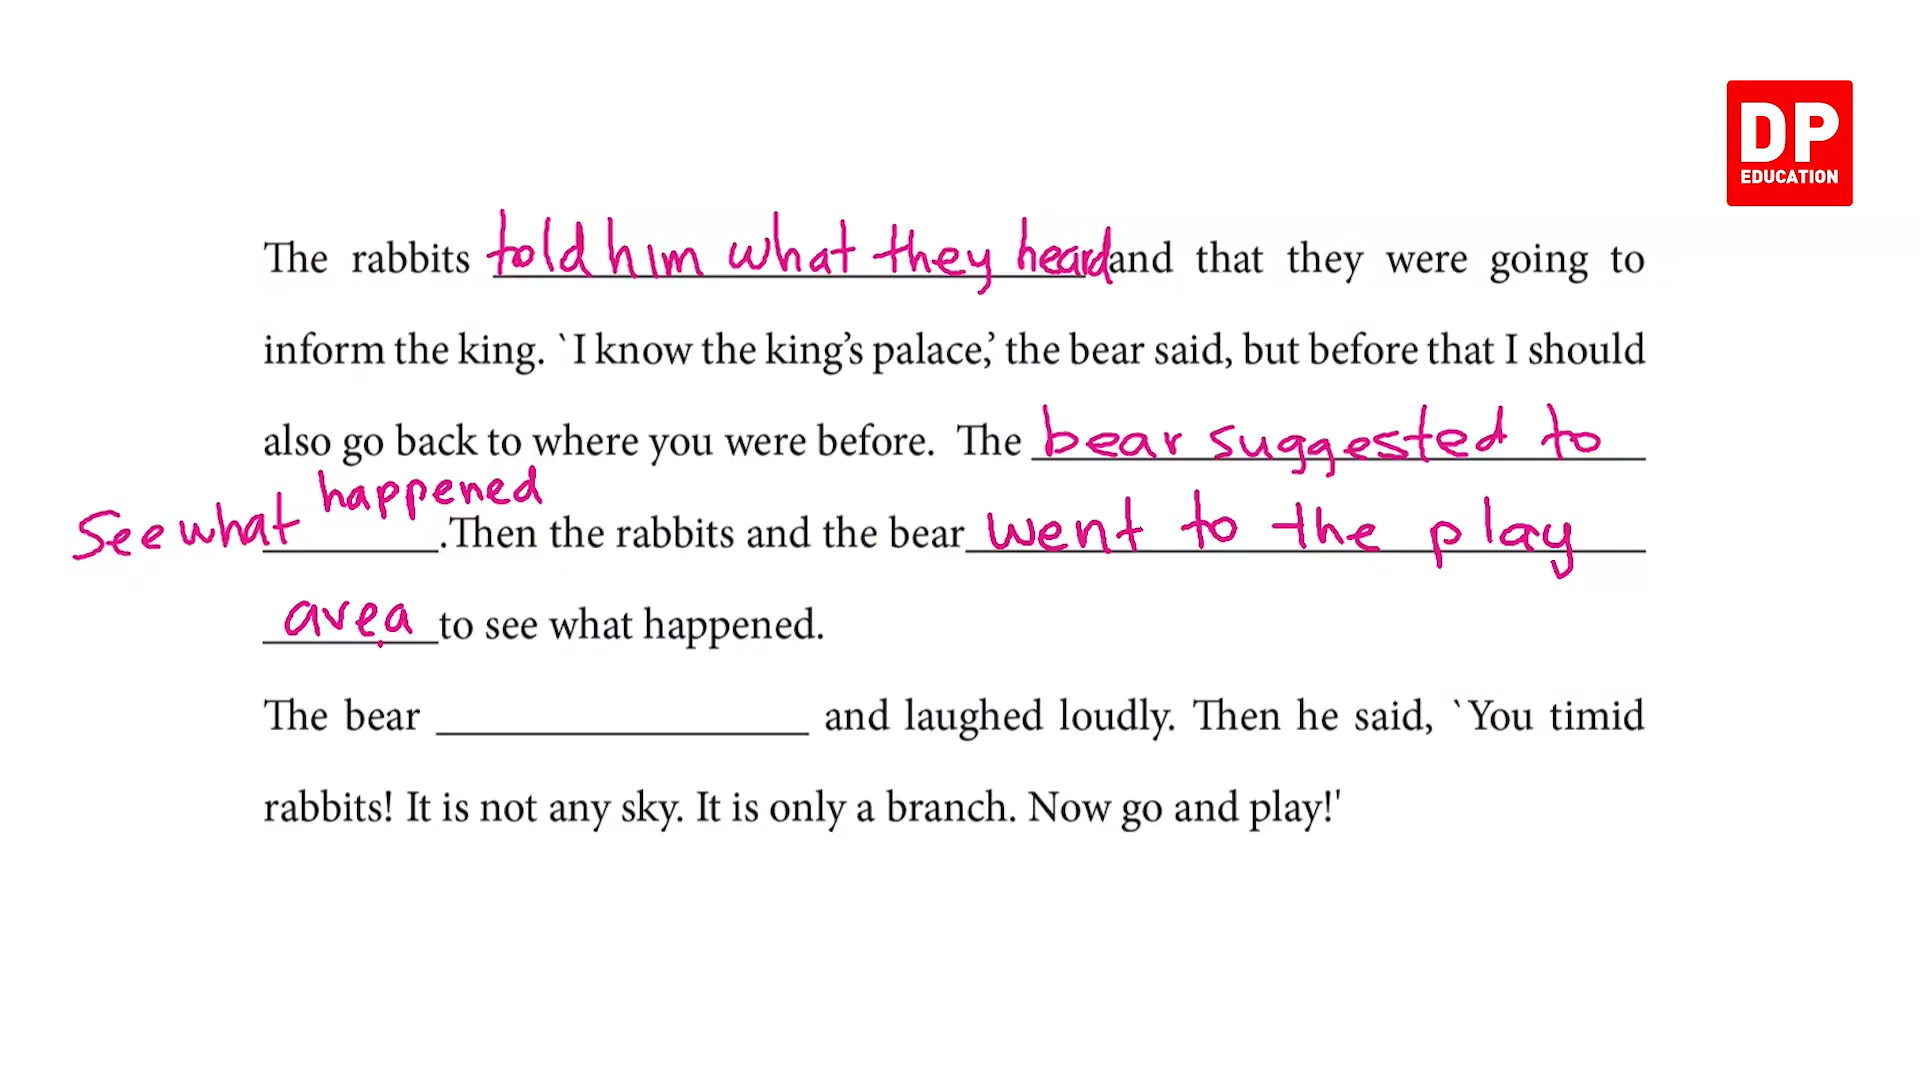 DP
EDUCATION
The rabbits told him what they heard and that they were going to
inform the king. `I know the king’s palace,’ the bear said, but before that I should
also go back to where you were before. The bear suggested to
See what happened .Then the rabbits and the bear went to the play
area to see what happened.
The bear ________________ and laughed loudly. Then he said, `You timid
rabbits! It is not any sky. It is only a branch. Now go and play!'